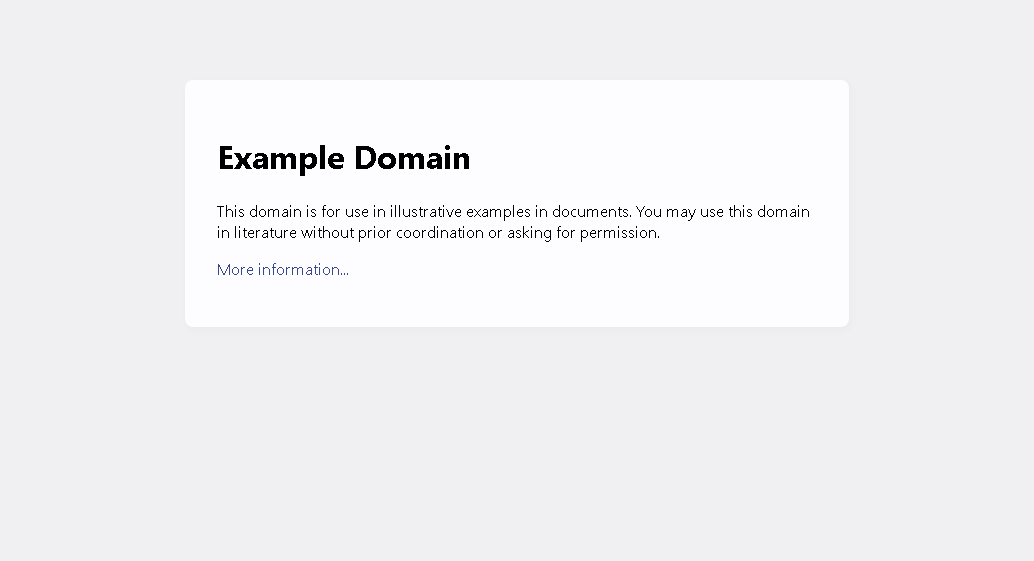 Example Domain
This domain is for use in illustrative examples in documents. You may use this domain
in literature without prior coordination or asking for permission.
More information...